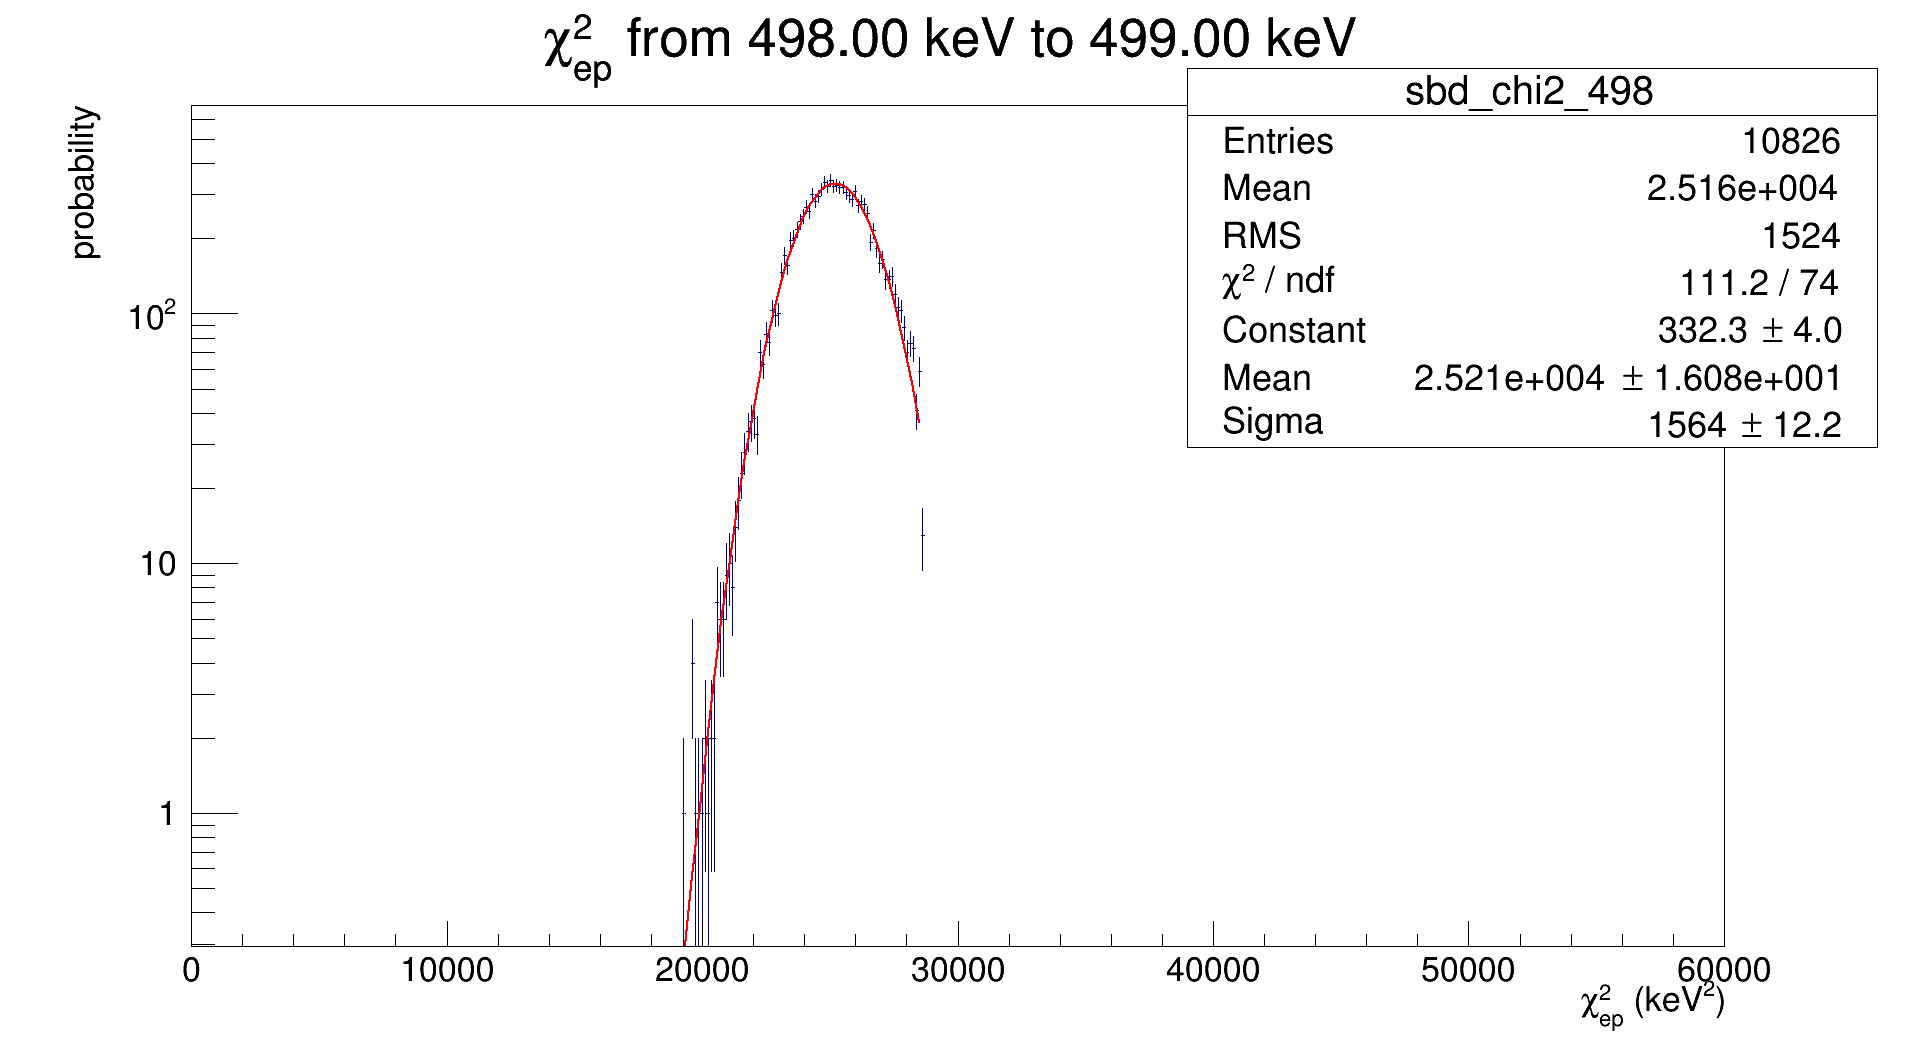 χ²ep from 498.00 keV to 499.00 keV
sbd_chi2_498
Entries 10826
Mean 2.516e+004
RMS 1524
χ² / ndf 111.2 / 74
Constant 332.3 ± 4.0
Mean 2.521e+004 ± 1.608e+001
Sigma 1564 ± 12.2
probability
10²
10
1
0 10000 20000 30000 40000 50000 60000
χ²ep (keV²)